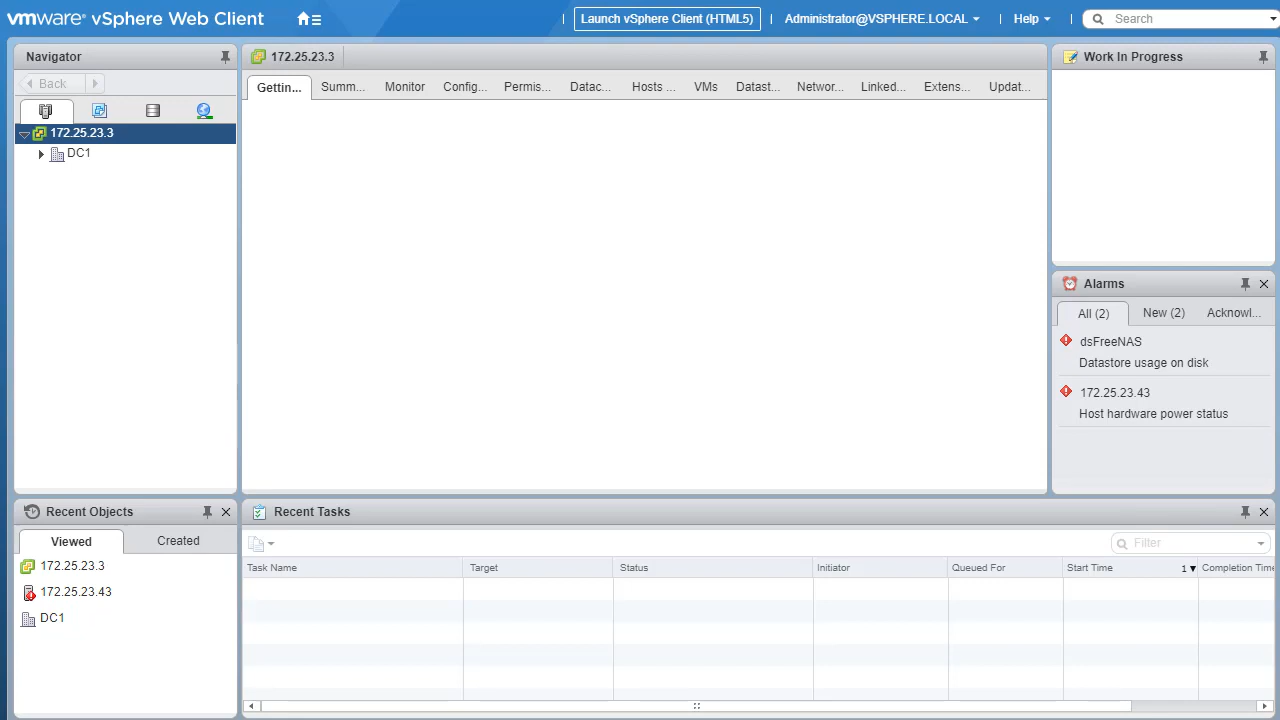 vmware® vSphere Web Client
Launch vSphere Client (HTML5)
Administrator@VSPHERE.LOCAL
Help
Search
Navigator
Back
172.25.23.3
DC1
172.25.23.3
Gettin...
Summ...
Monitor
Config...
Permis...
Datac...
Hosts ...
VMs
Datast...
Networ...
Linked...
Extens...
Updat...
Work In Progress
Alarms
All (2)
New (2)
Acknowl...
dsFreeNAS
Datastore usage on disk
172.25.23.43
Host hardware power status
Recent Objects
Viewed
Created
172.25.23.3
172.25.23.43
DC1
Recent Tasks
Filter
Task Name
Target
Status
Initiator
Queued For
Start Time
1
Completion Time